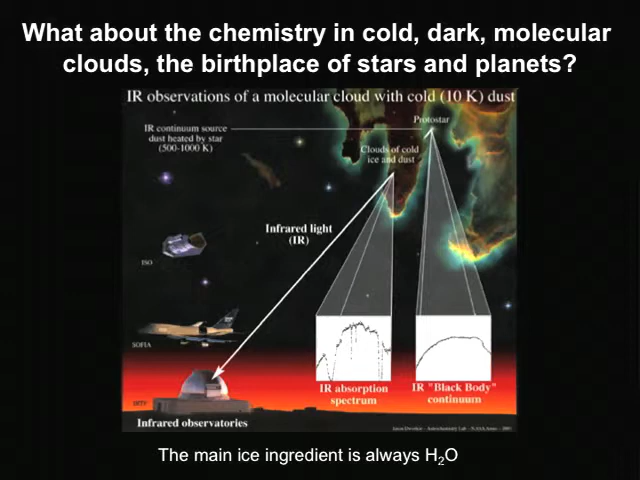 What about the chemistry in cold, dark, molecular
clouds, the birthplace of stars and planets?
IR observations of a molecular cloud with cold (10 K) dust
Protostar
IR continuum source
dust heated by star
(500-1000 K)
Clouds of cold
ice and dust
Infrared light
(IR)
ISO
SOFIA
IRTF
IR absorption
spectrum
IR "Black Body"
continuum
Infrared observatories
The main ice ingredient is always H₂O